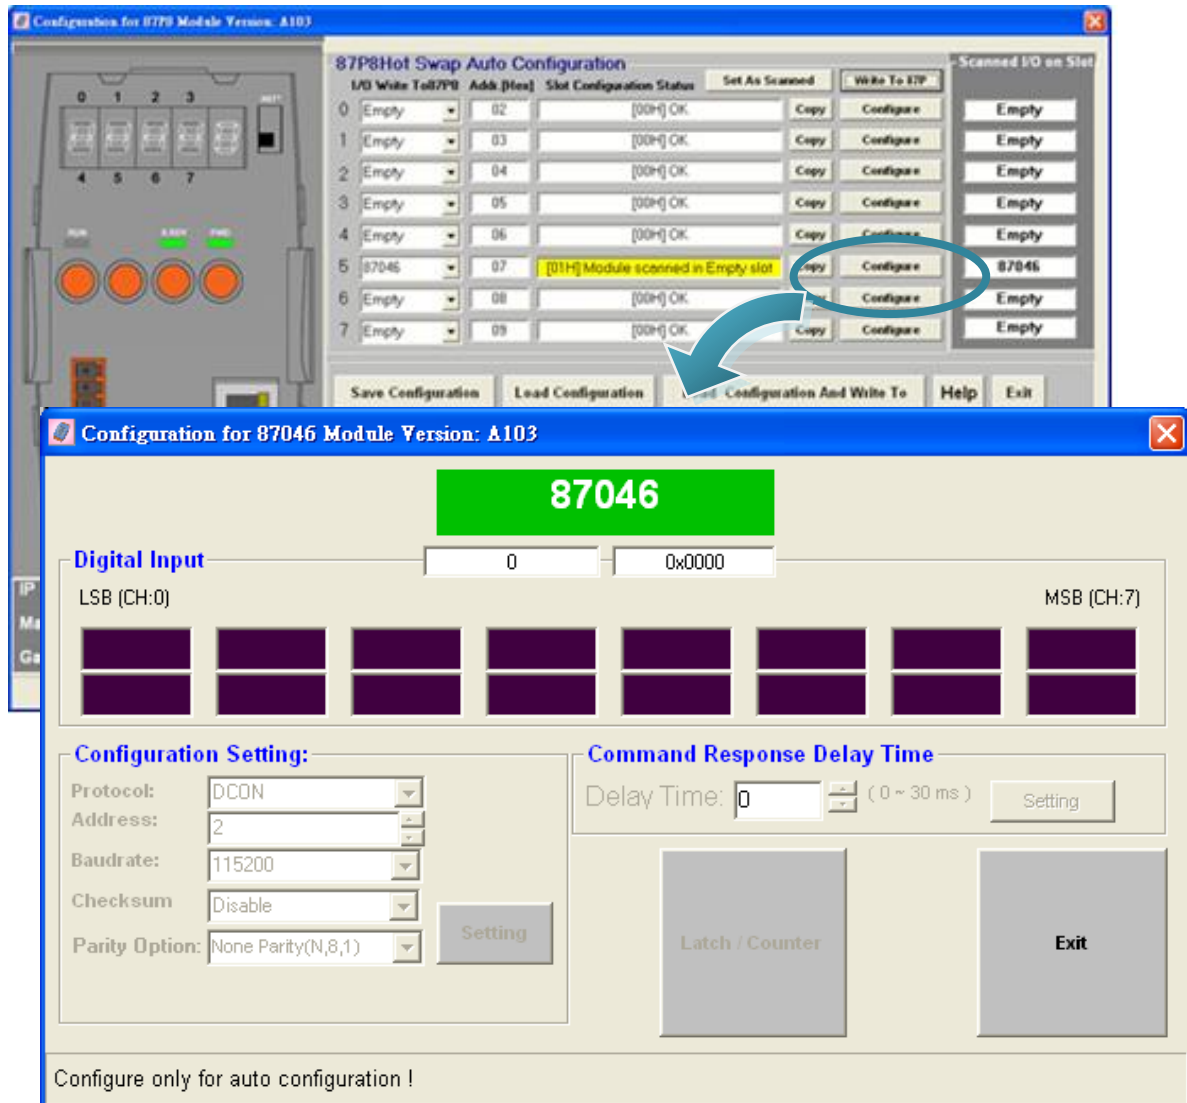 Configuration for 87P8 Module Version: A103
87P8Hot Swap Auto Configuration
Scanned I/O on Slot
I/O Write To87P8 Addr.[Hex] Slot Configuration Status Set As Scanned Write To 87P
0 1 2 3
4 5 6 7
RUN PWR
0 Empty 02 [00H] OK. Copy Configure Empty
1 Empty 03 [00H] OK. Copy Configure Empty
2 Empty 04 [00H] OK. Copy Configure Empty
3 Empty 05 [00H] OK. Copy Configure Empty
4 Empty 06 [00H] OK. Copy Configure Empty
5 87046 07 [01H] Module scanned in Empty slot Copy Configure 87046
6 Empty 08 [00H] OK. Configure Empty
7 Empty 09 [00H] OK. Copy Configure Empty
Save Configuration Load Configuration Configuration And Write To Help Exit
IP
Ma
Ga
Configuration for 87046 Module Version: A103
87046
Digital Input 0 0x0000
LSB (CH:0) MSB (CH:7)
Configuration Setting:
Protocol: DCON
Address: 2
Baudrate: 115200
Checksum Disable
Parity Option: None Parity(N,8,1)
Setting
Command Response Delay Time
Delay Time: 0 ( 0 ~ 30 ms ) Setting
Latch / Counter
Exit
Configure only for auto configuration !